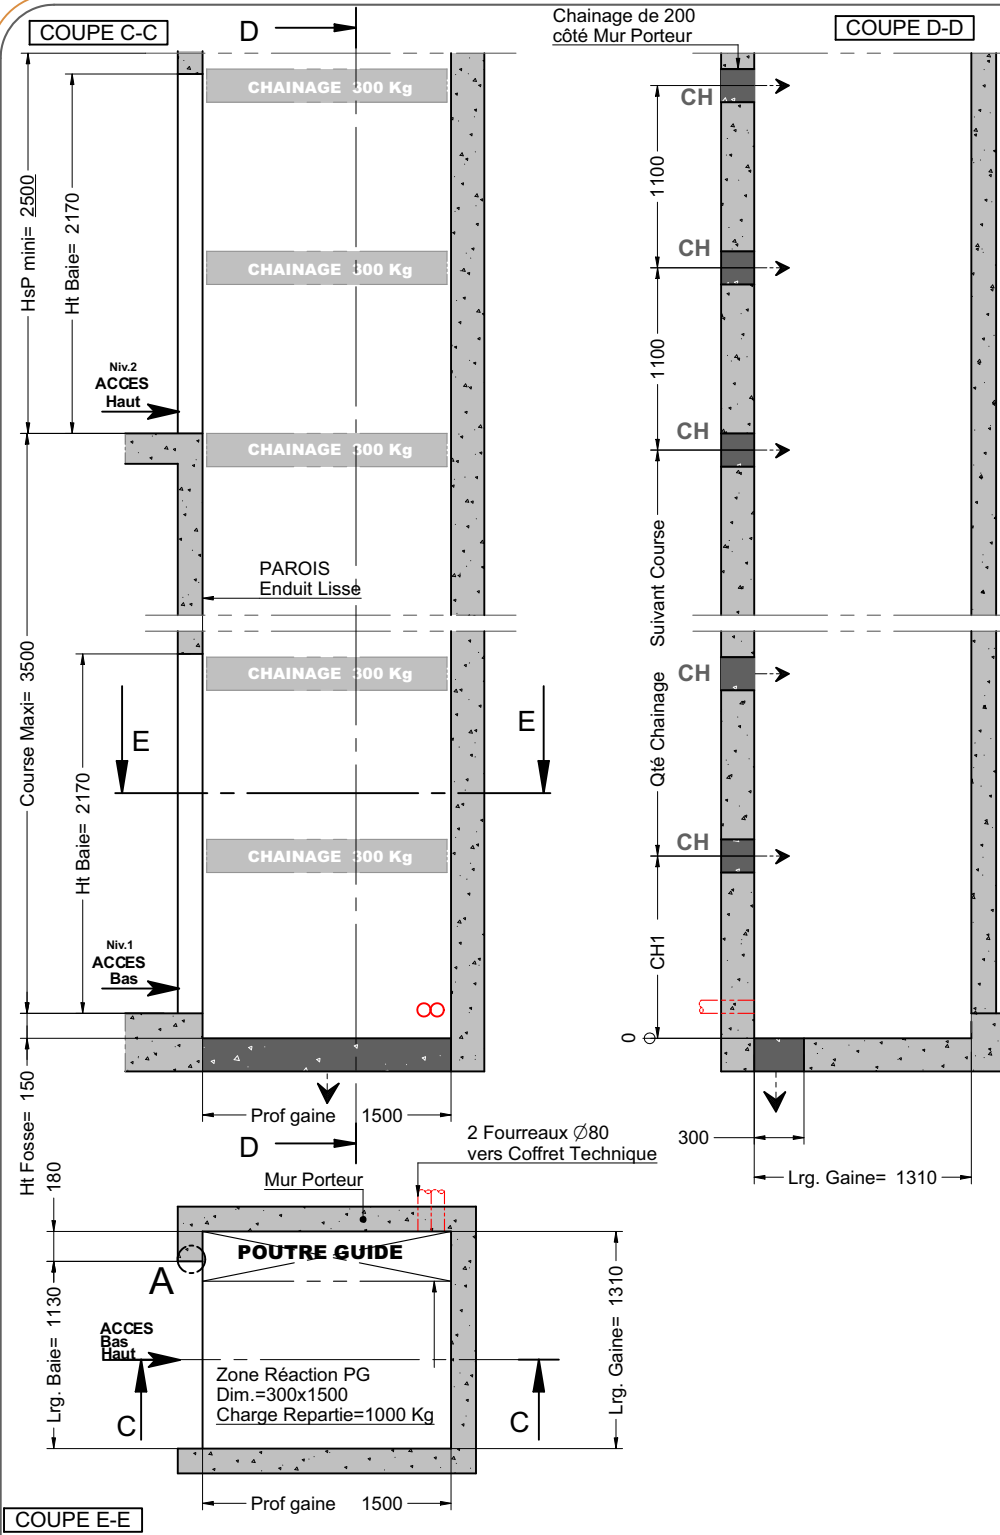 COUPE C-C
D
Chainage de 200
côté Mur Porteur
COUPE D-D
CHAINAGE 300 Kg
CH
HsP mini= 2500
Ht Baie= 2170
1100
CHAINAGE 300 Kg
CH
1100
Niv.2
ACCES
Haut
CHAINAGE 300 Kg
CH
PAROIS
Enduit Lisse
Suivant Course
Qté Chainage
Course Maxi= 3500
CHAINAGE 300 Kg
CH
E
E
Ht Baie= 2170
CHAINAGE 300 Kg
CH
CH1
Niv.1
ACCES
Bas
0
Ht Fosse= 150
Prof gaine 1500
D
2 Fourreaux Ø80
vers Coffret Technique
300
Lrg. Gaine= 1310
180
Mur Porteur
POUTRE GUIDE
A
Lrg. Baie= 1130
Lrg. Gaine= 1310
ACCES
Bas
Haut
Zone Réaction PG
Dim.=300x1500
Charge Repartie=1000 Kg
C
C
Prof gaine 1500
COUPE E-E